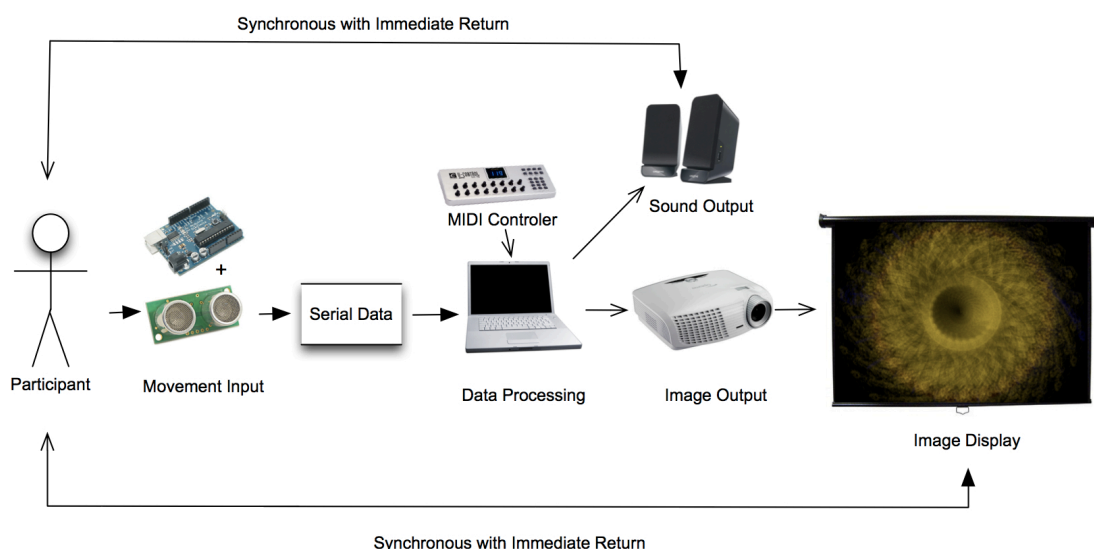 Synchronous with Immediate Return
MIDI Controler
Sound Output
+
Serial Data
Participant
Movement Input
Data Processing
Image Output
Image Display
Synchronous with Immediate Return